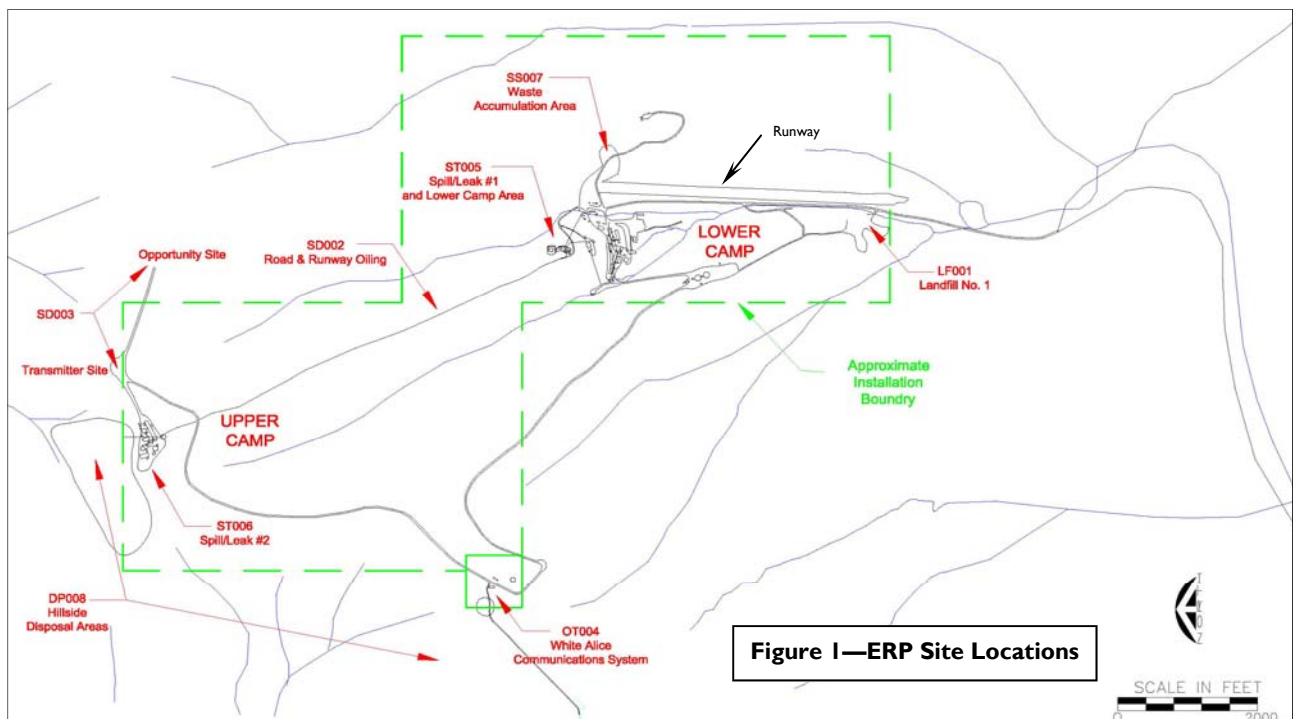 SS007
Waste
Accumulation Area
Runway
ST005
Spill/Leak #1
and Lower Camp Area
LOWER
CAMP
SD002
Road & Runway Oiling
Opportunity Site
LF001
Landfill No. 1
SD003
Transmitter Site
Approximate
Installation
Boundry
UPPER
CAMP
ST006
Spill/Leak #2
DP008
Hillside
Disposal Areas
OT004
White Alice
Communications System
Figure 1—ERP Site Locations
SCALE IN FEET
0 2000